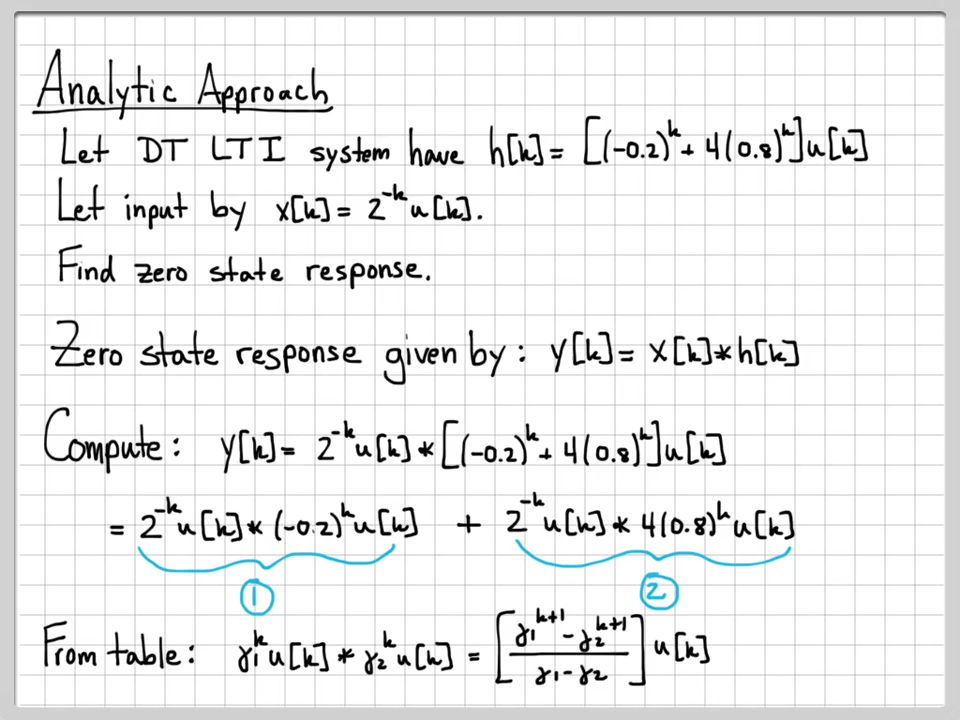 Analytic Approach
Let DT LTI system have h[k]= [(-0.2)^k + 4(0.8)^k]u[k]
Let input by x[k]= 2^-k u[k].
Find zero state response.
Zero state response given by: y[k]= x[k]*h[k]
Compute: y[k]= 2^-k u[k] * [(-0.2)^k + 4(0.8)^k]u[k]
= 2^-k u[k] * (-0.2)^k u[k] + 2^-k u[k] * 4(0.8)^k u[k]
1 2
From table: γ1^k u[k] * γ2^k u[k] = [(γ1^k+1 - γ2^k+1)/(γ1-γ2)] u[k]